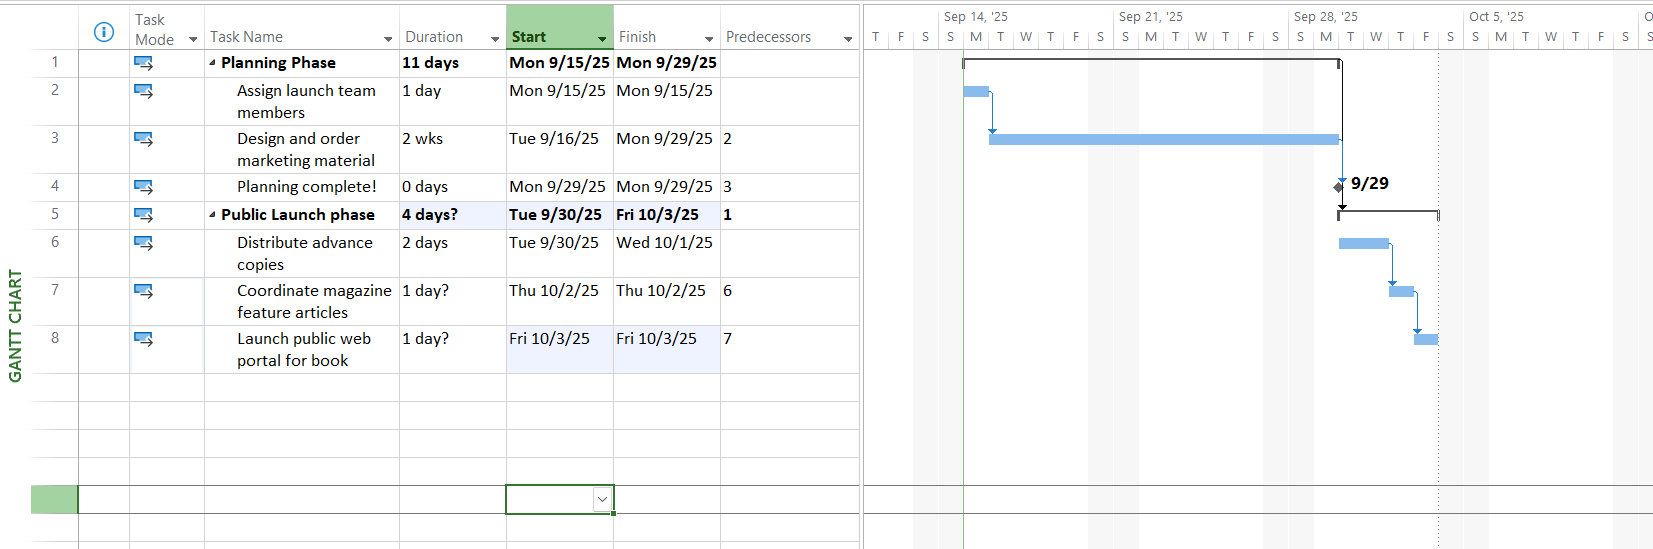 Sep 14, '25 Sep 21, '25 Sep 28, '25 Oct 5, '25 O
Task Mode Task Name Duration Start Finish Predecessors
T F S S M T W T F S S M T W T F S S M T W T F S S M T W T F S S
1 Planning Phase 11 days Mon 9/15/25 Mon 9/29/25
2 Assign launch team 1 day Mon 9/15/25 Mon 9/15/25
members
3 Design and order 2 wks Tue 9/16/25 Mon 9/29/25 2
marketing material
4 Planning complete! 0 days Mon 9/29/25 Mon 9/29/25 3
9/29
5 Public Launch phase 4 days? Tue 9/30/25 Fri 10/3/25 1
6 Distribute advance 2 days Tue 9/30/25 Wed 10/1/25
copies
7 Coordinate magazine 1 day? Thu 10/2/25 Thu 10/2/25 6
feature articles
8 Launch public web 1 day? Fri 10/3/25 Fri 10/3/25 7
portal for book
GANTT CHART